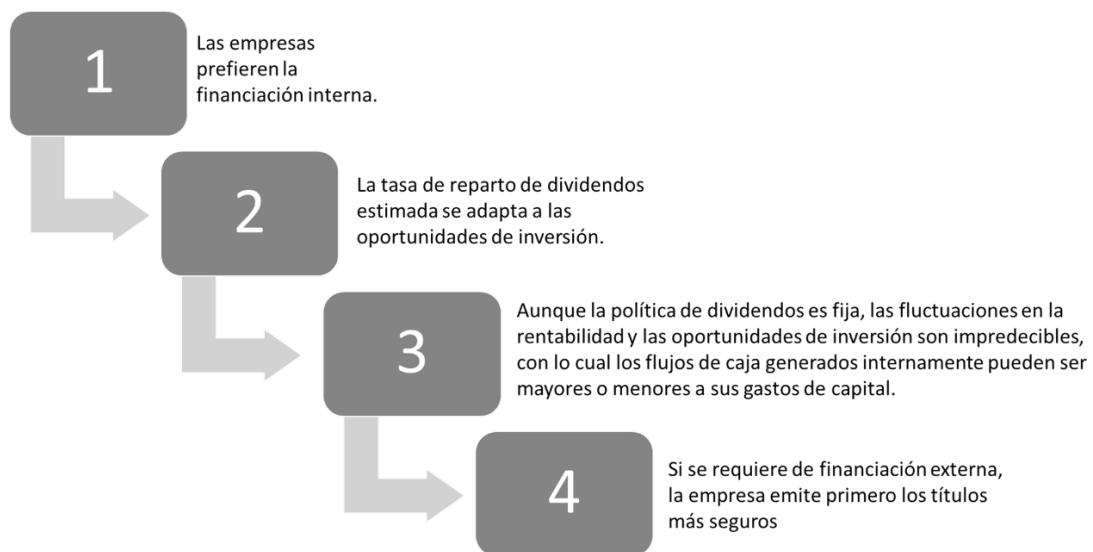 1
Las empresas
prefieren la
financiación interna.
2
La tasa de reparto de dividendos
estimada se adapta a las
oportunidades de inversión.
3
Aunque la política de dividendos es fija, las fluctuaciones en la
rentabilidad y las oportunidades de inversión son impredecibles,
con lo cual los flujos de caja generados internamente pueden ser
mayores o menores a sus gastos de capital.
4
Si se requiere de financiación externa,
la empresa emite primero los títulos
más seguros